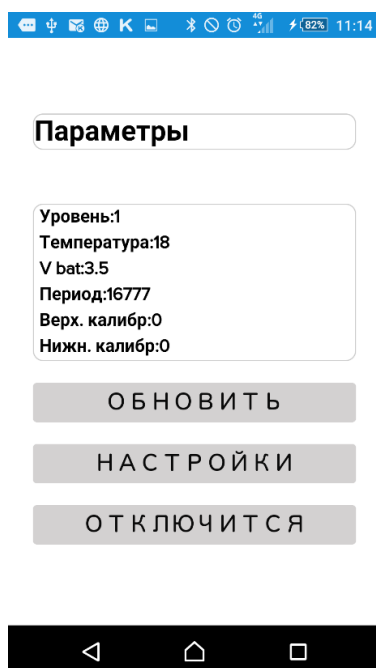 4G
82% 11:14
Параметры
Уровень:1
Температура:18
V bat:3.5
Период:16777
Верх. калибр:0
Нижн. калибр:0
ОБНОВИТЬ
НАСТРОЙКИ
ОТКЛЮЧИТСЯ